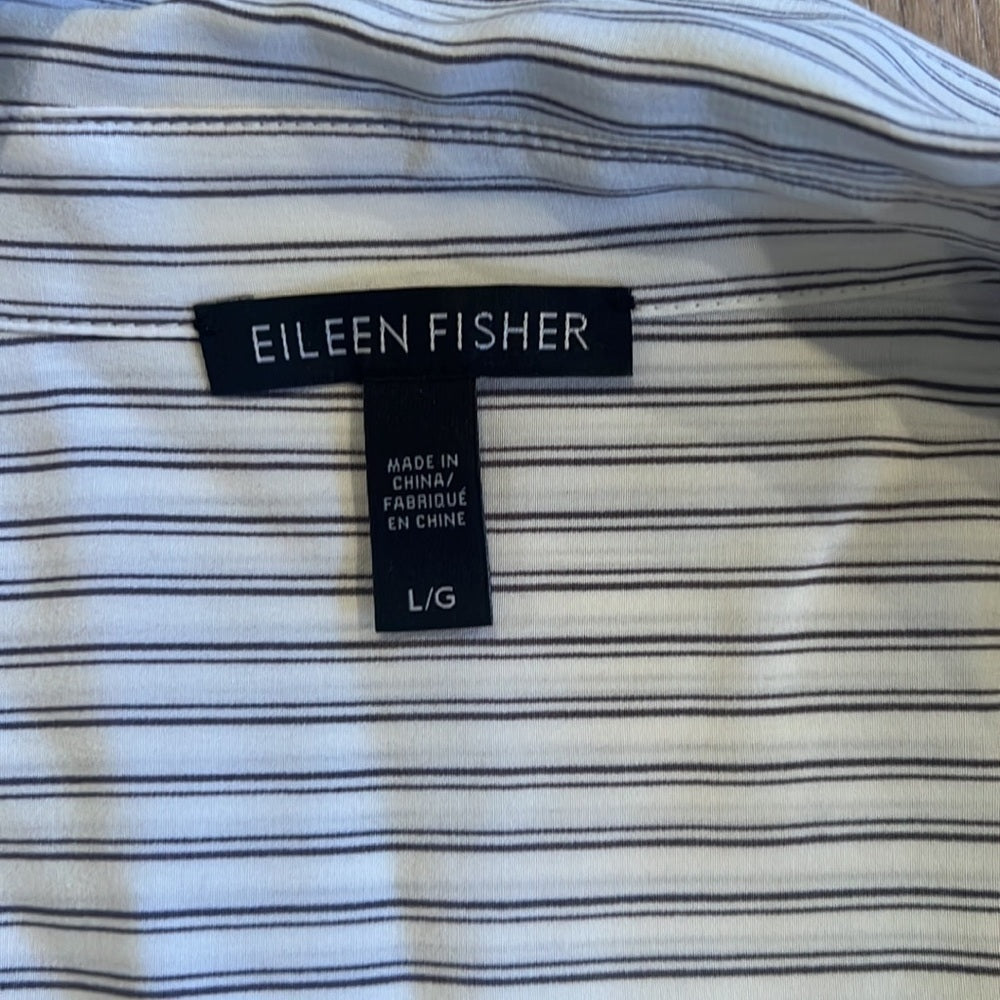 EILEEN FISHER
MADE IN
CHINA/
FABRIQUÉ
EN CHINE
L/G